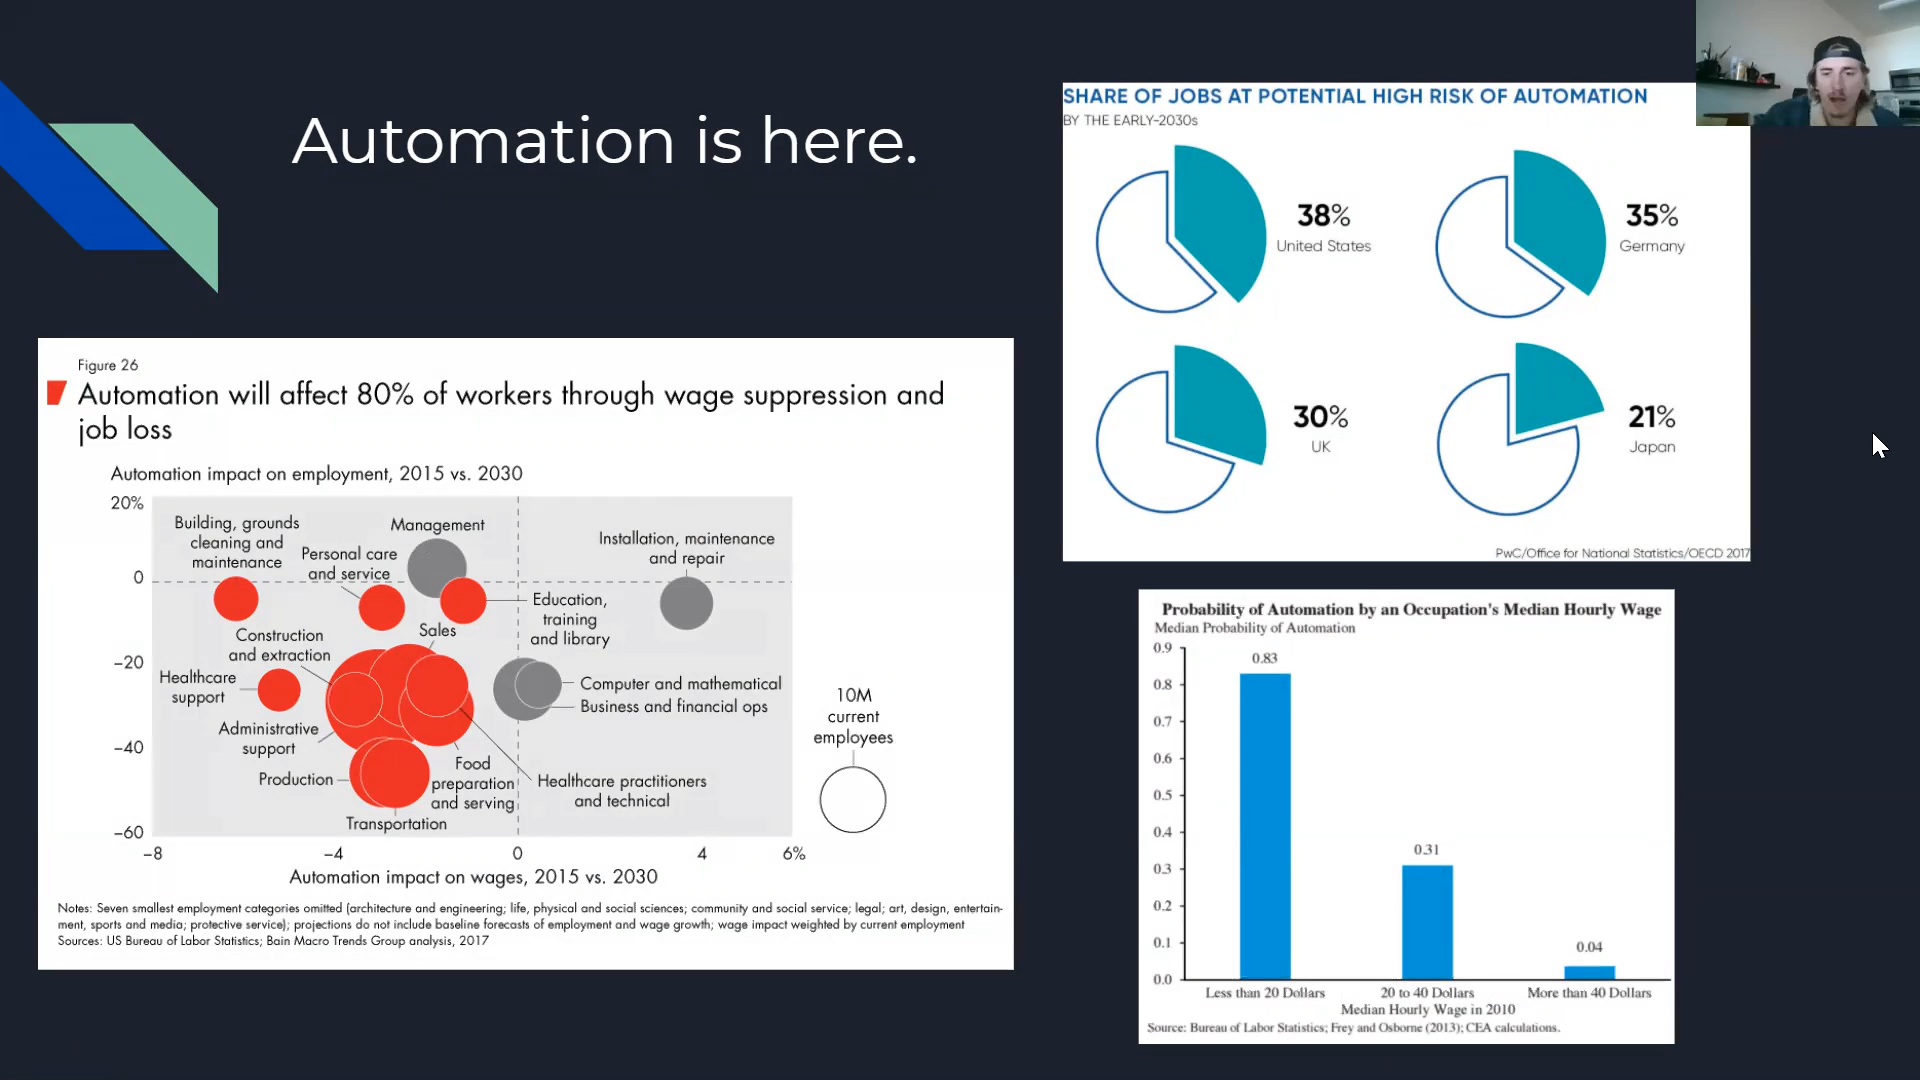 Automation is here.
SHARE OF JOBS AT POTENTIAL HIGH RISK OF AUTOMATION
BY THE EARLY-2030s
38%
United States
35%
Germany
30%
UK
21%
Japan
PwC/Office for National Statistics/OECD 2017
Figure 26
Automation will affect 80% of workers through wage suppression and
job loss
Automation impact on employment, 2015 vs. 2030
20%
0
–20
–40
–60
Building, grounds
cleaning and
maintenance
Personal care
and service
Management
Installation, maintenance
and repair
Education,
training
and library
Sales
Construction
and extraction
Healthcare
support
Computer and mathematical
Business and financial ops
Administrative
support
Production
Food
preparation
and serving
Healthcare practitioners
and technical
Transportation
10M
current
employees
–8
–4
0
4
6%
Automation impact on wages, 2015 vs. 2030
Notes: Seven smallest employment categories omitted (architecture and engineering; life, physical and social sciences; community and social service; legal; art, design, entertain-
ment, sports and media; protective service); projections do not include baseline forecasts of employment and wage growth; wage impact weighted by current employment
Sources: US Bureau of Labor Statistics; Bain Macro Trends Group analysis, 2017
Probability of Automation by an Occupation's Median Hourly Wage
Median Probability of Automation
0.9
0.8
0.7
0.6
0.5
0.4
0.3
0.2
0.1
0.0
0.83
0.31
0.04
Less than 20 Dollars
20 to 40 Dollars
More than 40 Dollars
Median Hourly Wage in 2010
Source: Bureau of Labor Statistics; Frey and Osborne (2013); CEA calculations.